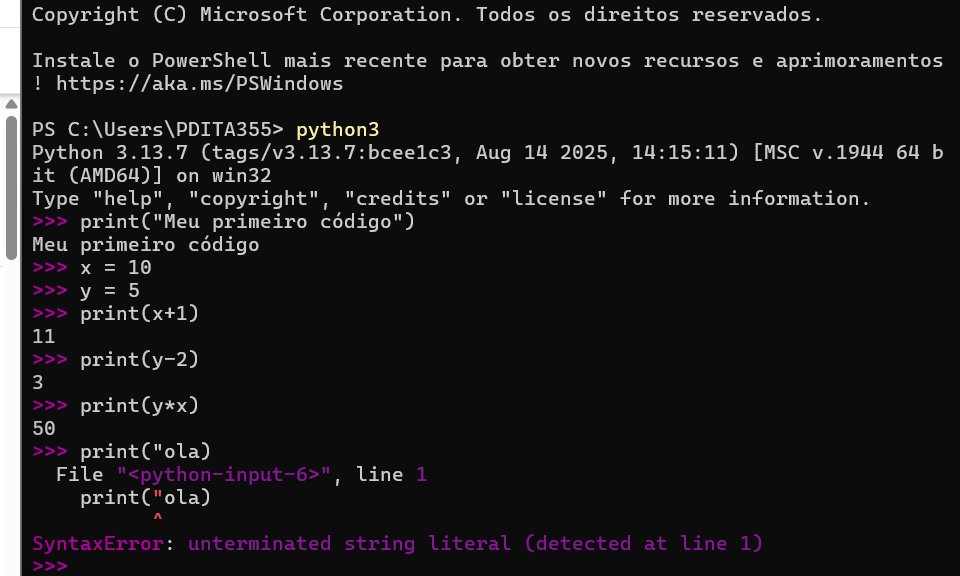 Copyright (C) Microsoft Corporation. Todos os direitos reservados.
Instale o PowerShell mais recente para obter novos recursos e aprimoramentos
! https://aka.ms/PSWindows
PS C:\Users\PDITA355> python3
Python 3.13.7 (tags/v3.13.7:bcee1c3, Aug 14 2025, 14:15:11) [MSC v.1944 64 b
it (AMD64)] on win32
Type "help", "copyright", "credits" or "license" for more information.
>>> print("Meu primeiro código")
Meu primeiro código
>>> x = 10
>>> y = 5
>>> print(x+1)
11
>>> print(y-2)
3
>>> print(y*x)
50
>>> print("ola)
  File "<python-input-6>", line 1
    print("ola)
          ^
SyntaxError: unterminated string literal (detected at line 1)
>>>